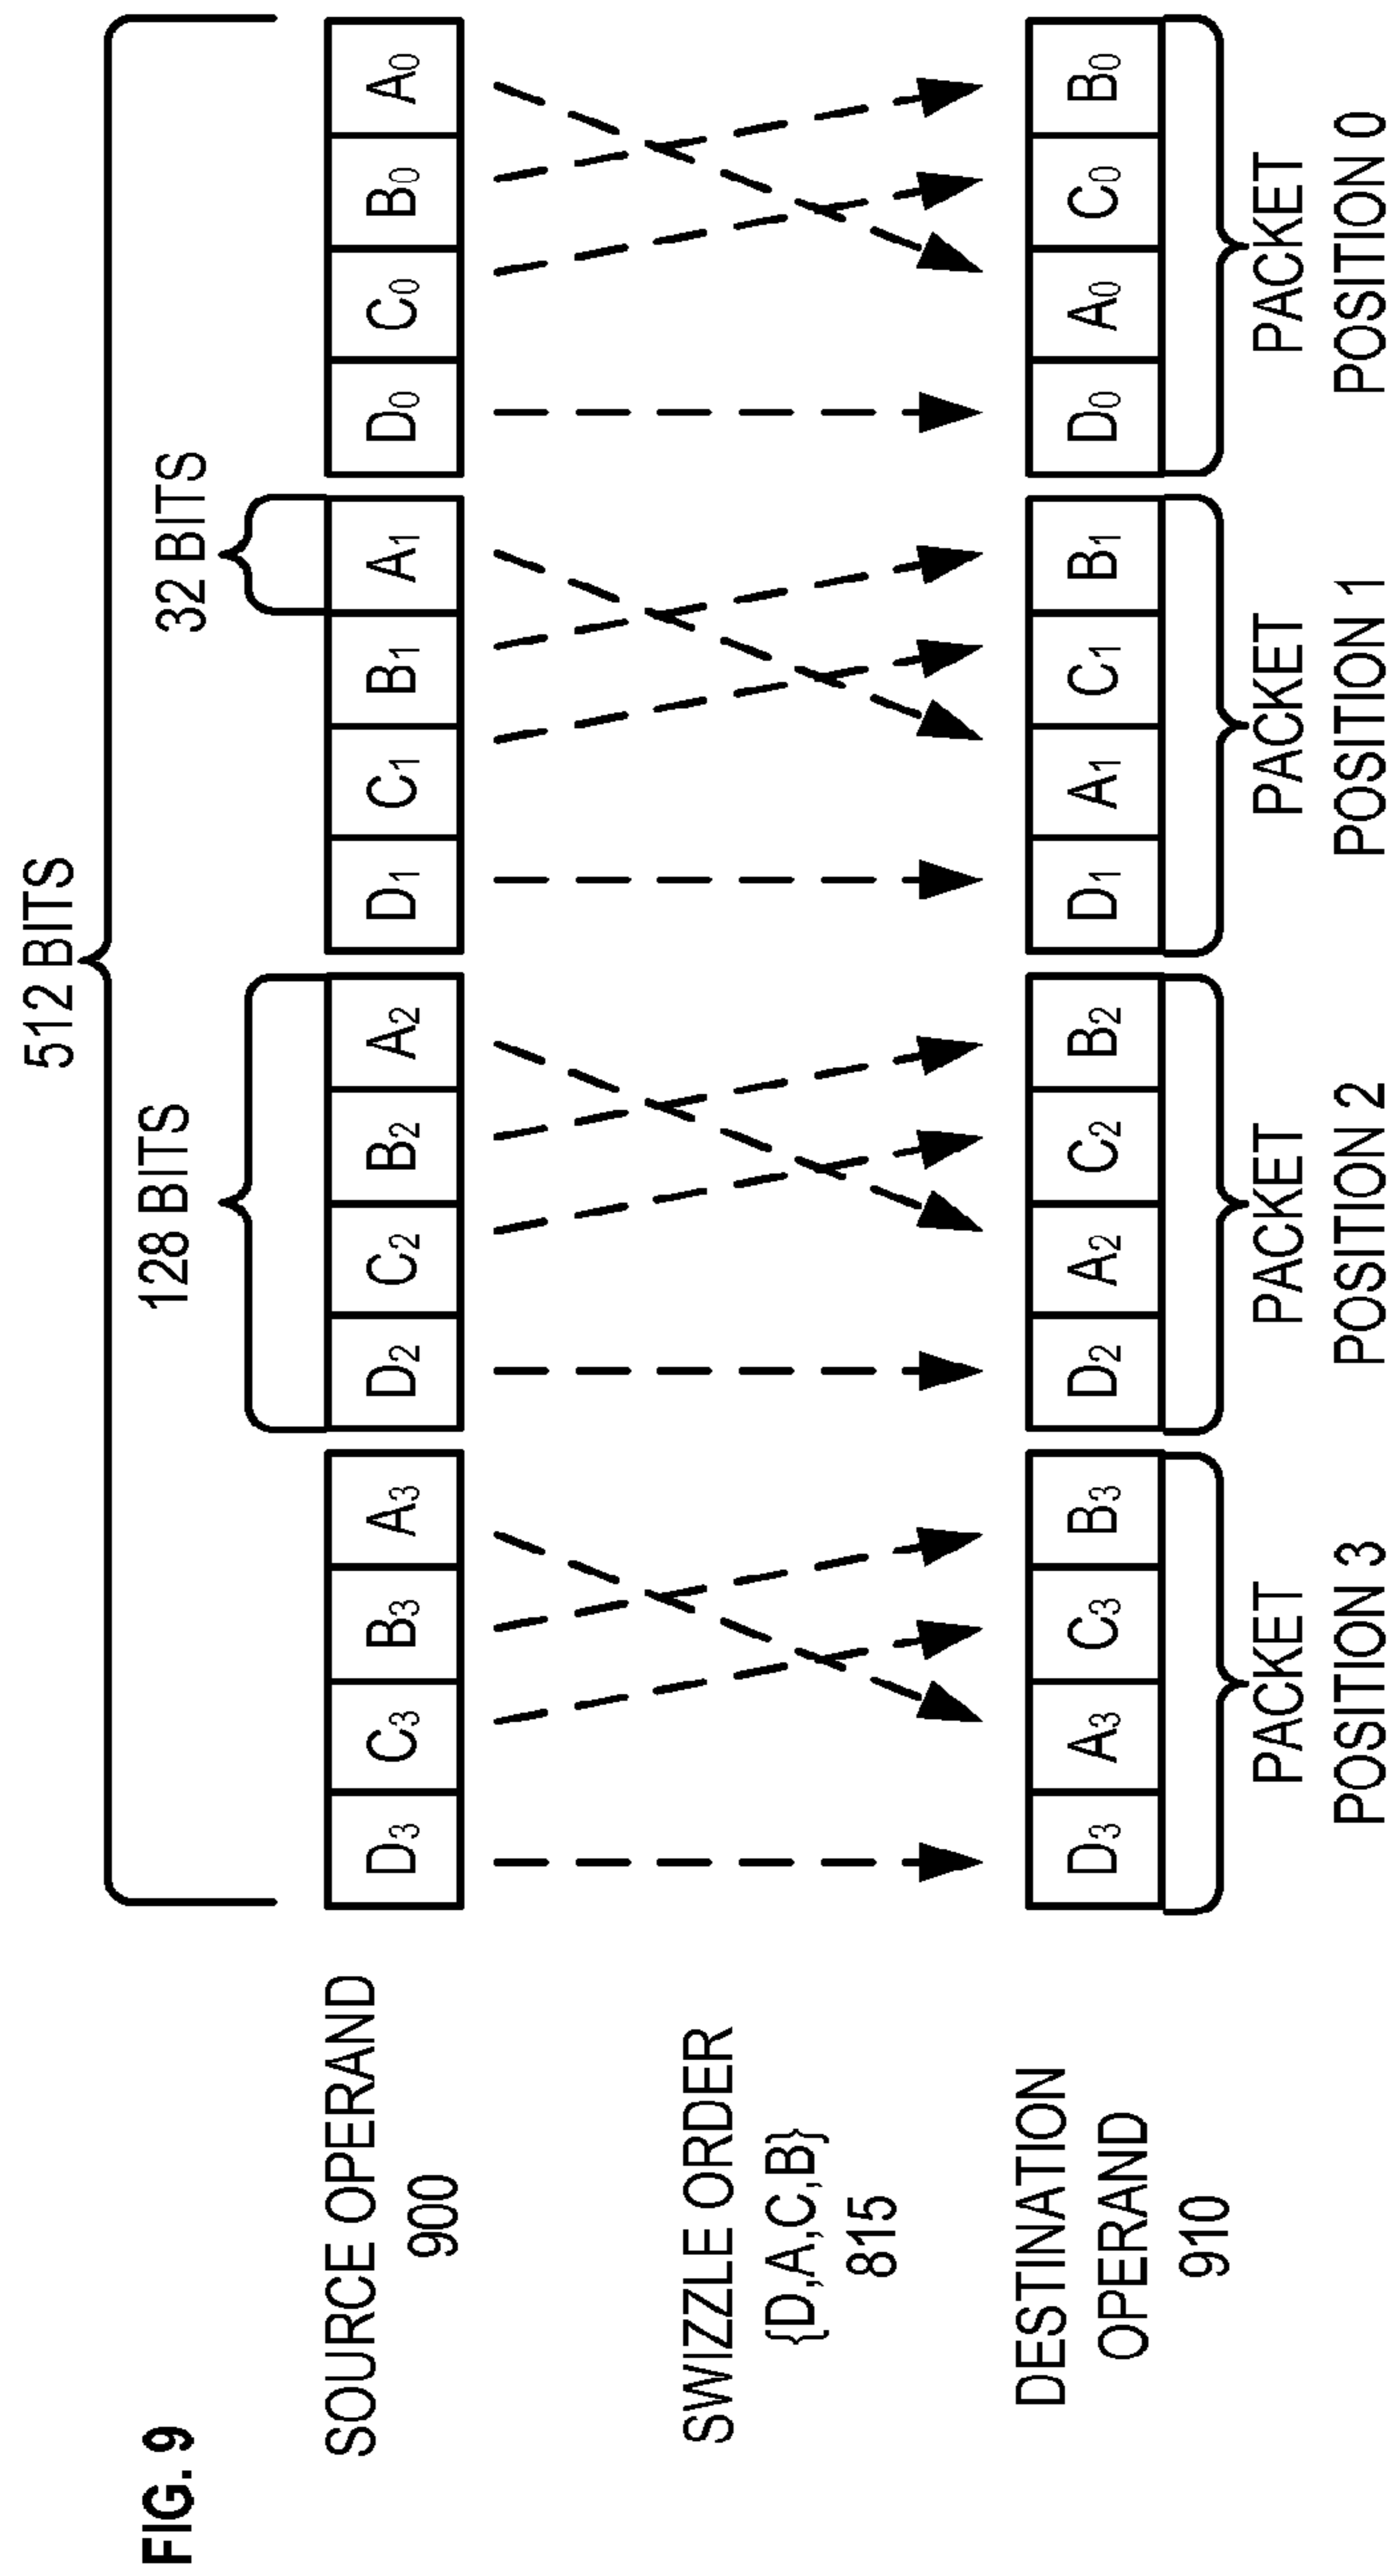 FIG. 9
512 BITS
128 BITS
32 BITS
SOURCE OPERAND
900
D3 C3 B3 A3 D2 C2 B2 A2 D1 C1 B1 A1 D0 C0 B0 A0
SWIZZLE ORDER
{D,A,C,B}
815
DESTINATION
OPERAND
910
D3 A3 C3 B3 D2 A2 C2 B2 D1 A1 C1 B1 D0 A0 C0 B0
PACKET
POSITION 3
PACKET
POSITION 2
PACKET
POSITION 1
PACKET
POSITION 0